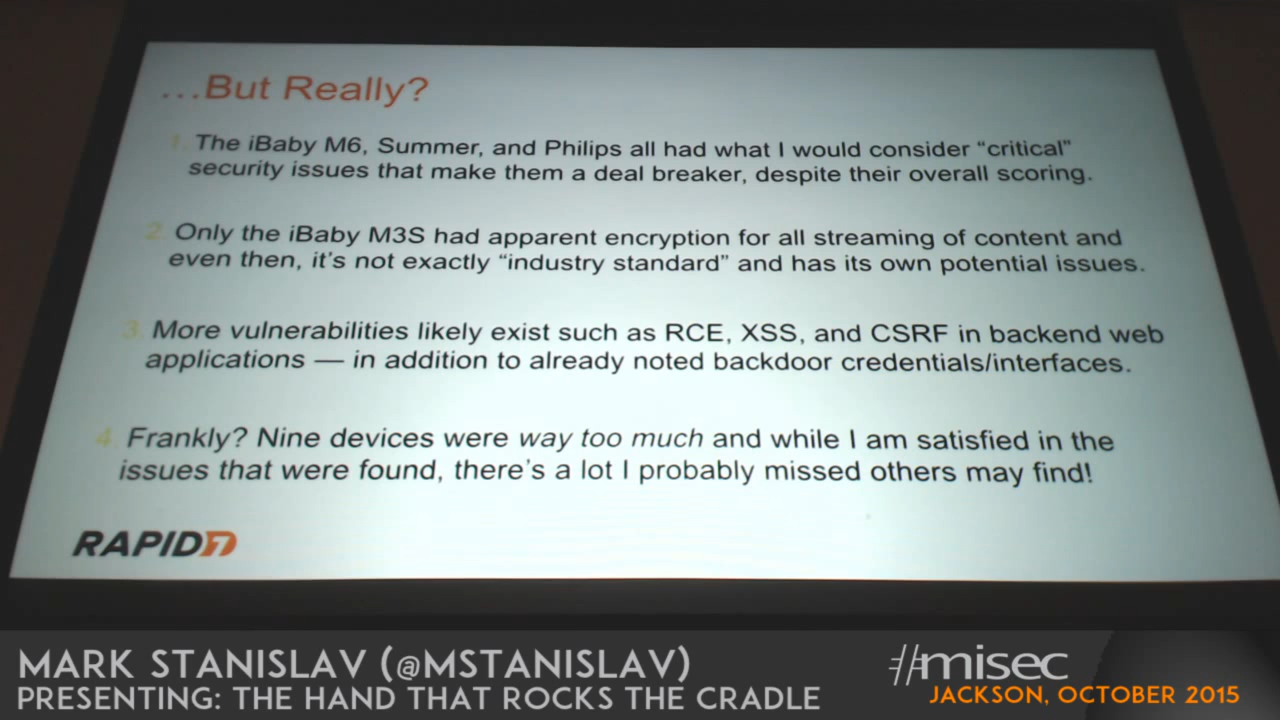 ...But Really?
1. The iBaby M6, Summer, and Philips all had what I would consider “critical”
security issues that make them a deal breaker, despite their overall scoring.
2. Only the iBaby M3S had apparent encryption for all streaming of content and
even then, it’s not exactly “industry standard” and has its own potential issues.
3. More vulnerabilities likely exist such as RCE, XSS, and CSRF in backend web
applications — in addition to already noted backdoor credentials/interfaces.
4. Frankly? Nine devices were way too much and while I am satisfied in the
issues that were found, there’s a lot I probably missed others may find!
RAPID7
MARK STANISLAV (@MSTANISLAV)
PRESENTING: THE HAND THAT ROCKS THE CRADLE
//misec
JACKSON, OCTOBER 2015